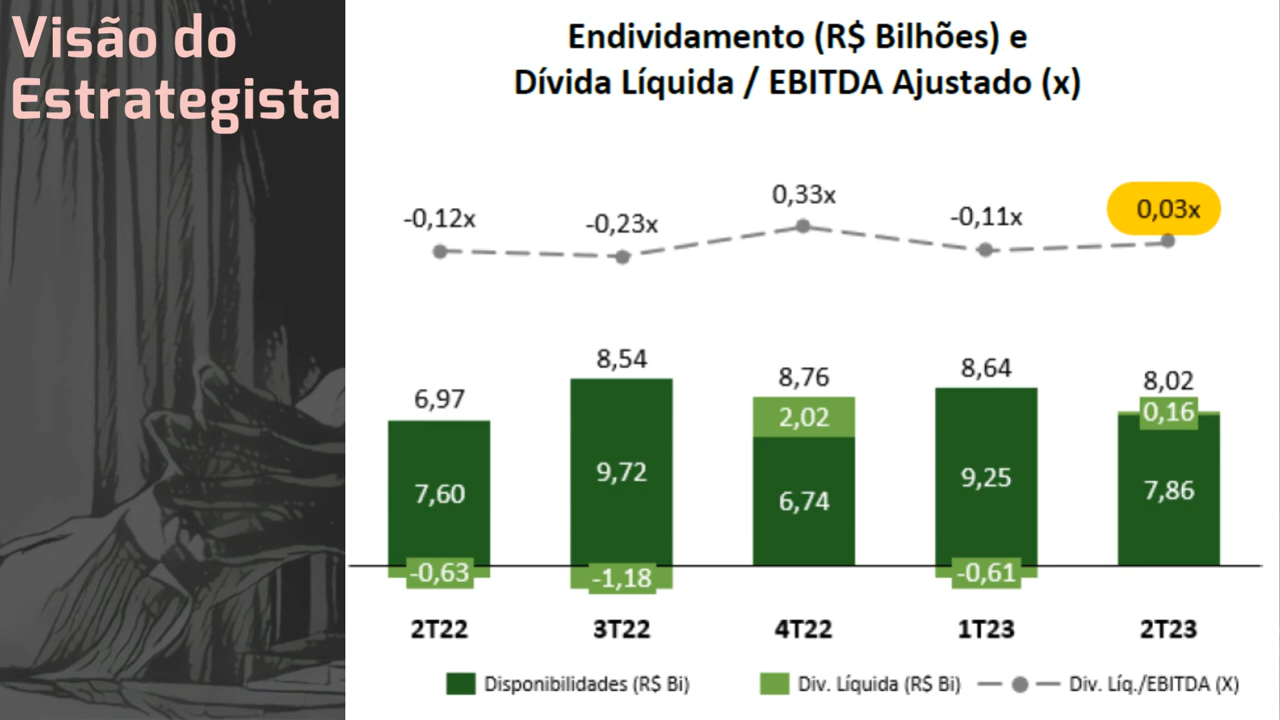 Visão do
Estrategista
Endividamento (R$ Bilhões) e
Dívida Líquida / EBITDA Ajustado (x)
-0,12x
-0,23x
0,33x
-0,11x
0,03x
6,97
8,54
8,76
8,64
8,02
2,02
0,16
7,60
9,72
6,74
9,25
7,86
-0,63
-1,18
-0,61
2T22
3T22
4T22
1T23
2T23
Disponibilidades (R$ Bi)
Div. Líquida (R$ Bi)
Div. Líq./EBITDA (X)